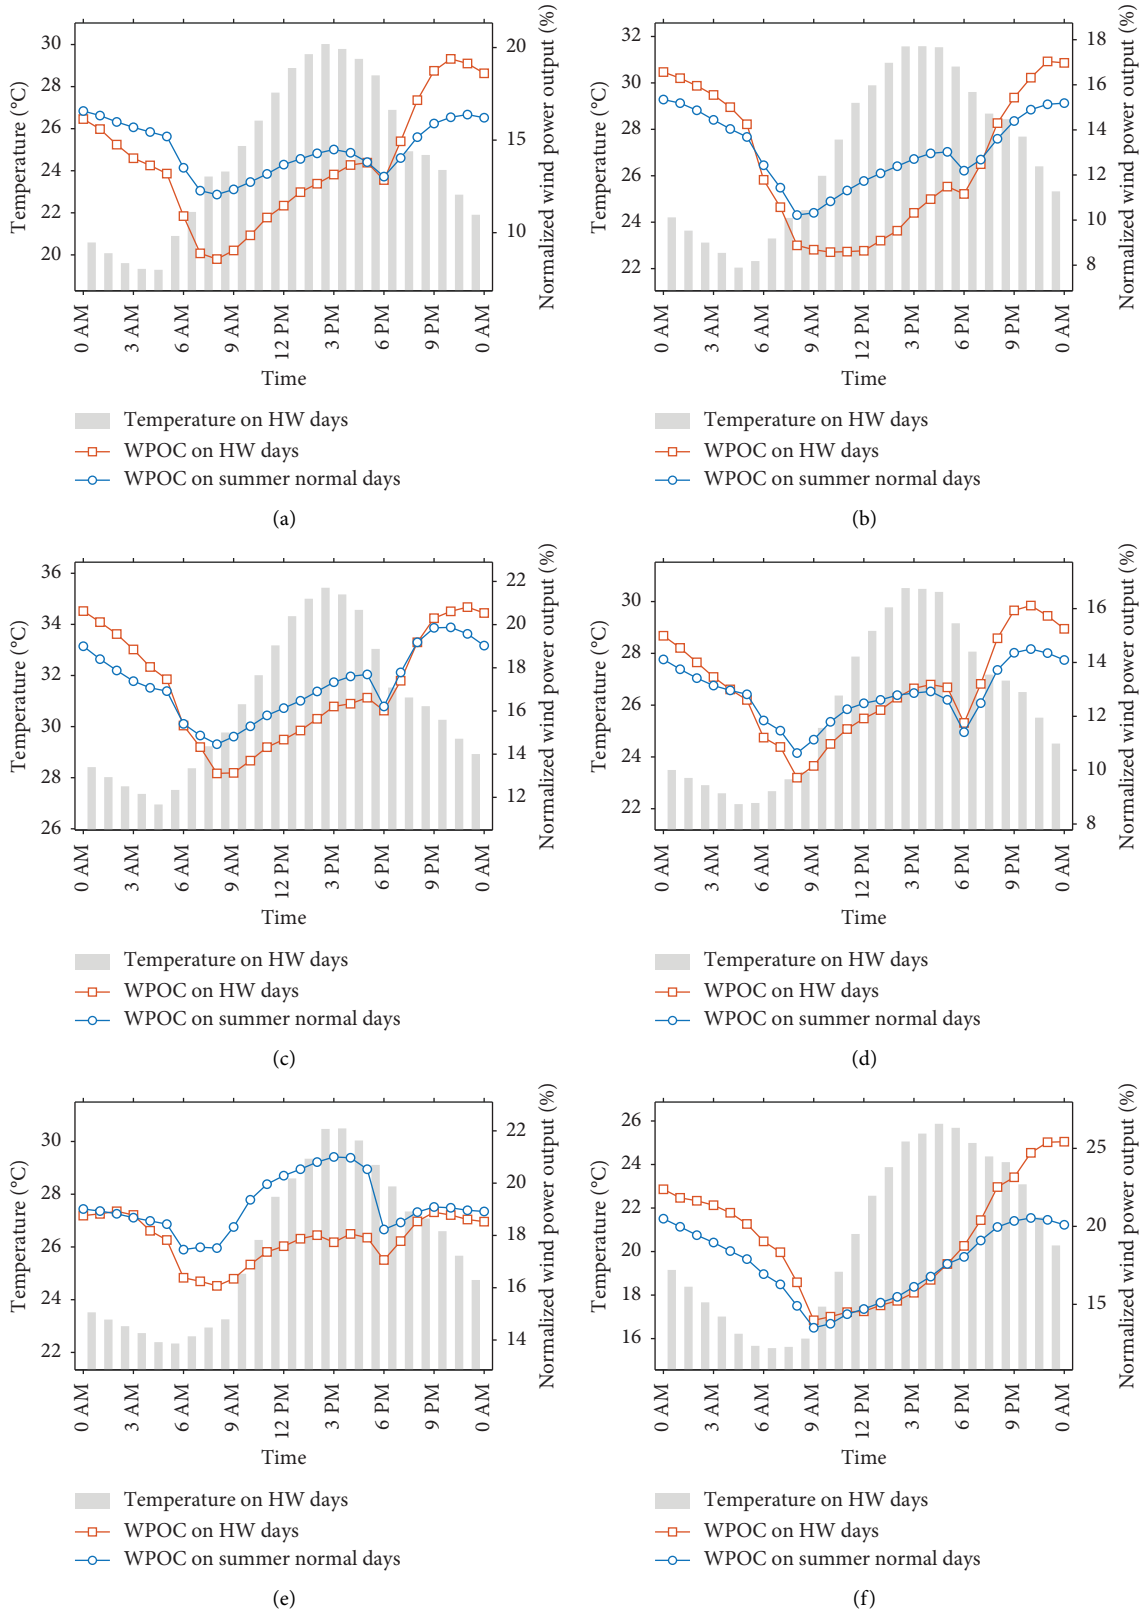 Temperature (°C)
30
28
26
24
22
20
20
15
10
Normalized wind power output (%)
0 AM
3 AM
6 AM
9 AM
12 PM
3 PM
6 PM
9 PM
0 AM
Time
Temperature on HW days
WPOC on HW days
WPOC on summer normal days
(a)
Temperature (°C)
32
30
28
26
24
22
18
16
14
12
10
8
Normalized wind power output (%)
0 AM
3 AM
6 AM
9 AM
12 PM
3 PM
6 PM
9 PM
0 AM
Time
Temperature on HW days
WPOC on HW days
WPOC on summer normal days
(b)
Temperature (°C)
36
34
32
30
28
26
22
20
18
16
14
12
Normalized wind power output (%)
0 AM
3 AM
6 AM
9 AM
12 PM
3 PM
6 PM
9 PM
0 AM
Time
Temperature on HW days
WPOC on HW days
WPOC on summer normal days
(c)
Temperature (°C)
30
28
26
24
22
16
14
12
10
8
Normalized wind power output (%)
0 AM
3 AM
6 AM
9 AM
12 PM
3 PM
6 PM
9 PM
0 AM
Time
Temperature on HW days
WPOC on HW days
WPOC on summer normal days
(d)
Temperature (°C)
30
28
26
24
22
22
20
18
16
14
Normalized wind power output (%)
0 AM
3 AM
6 AM
9 AM
12 PM
3 PM
6 PM
9 PM
0 AM
Time
Temperature on HW days
WPOC on HW days
WPOC on summer normal days
(e)
Temperature (°C)
26
24
22
20
18
16
25
20
15
Normalized wind power output (%)
0 AM
3 AM
6 AM
9 AM
12 PM
3 PM
6 PM
9 PM
0 AM
Time
Temperature on HW days
WPOC on HW days
WPOC on summer normal days
(f)